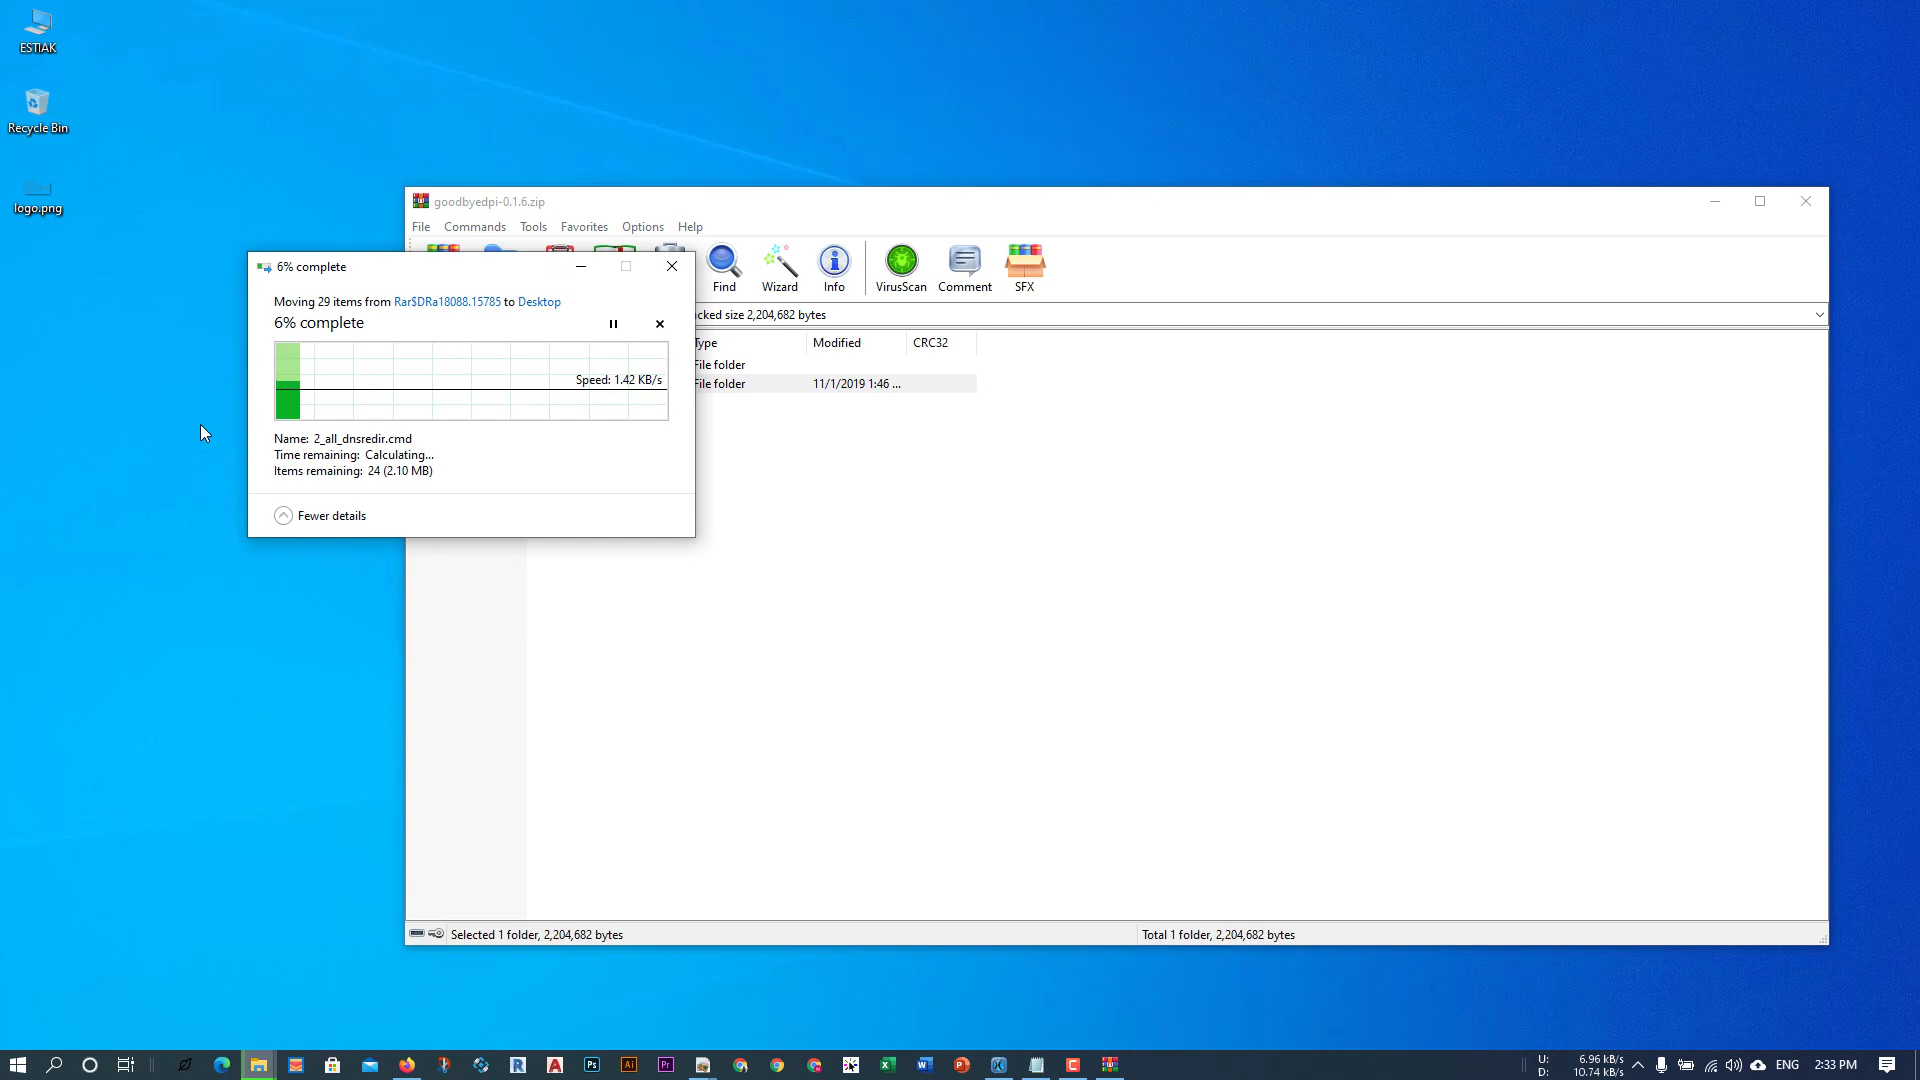 ESTIAK
Recycle Bin
logo.png
goodbyedpi-0.1.6.zip
File Commands Tools Favorites Options Help
Find Wizard Info VirusScan Comment SFX
6% complete
Moving 29 items from Rar$DRa18088.15785 to Desktop
6% complete
Speed: 1.42 KB/s
Name: 2_all_dnsredir.cmd
Time remaining: Calculating...
Items remaining: 24 (2.10 MB)
Fewer details
size 2,204,682 bytes
Type Modified CRC32
File folder
File folder 11/1/2019 1:46 ...
Selected 1 folder, 2,204,682 bytes
Total 1 folder, 2,204,682 bytes
R A Ps Ai Pr
U: 6.96 kB/s
D: 10.74 kB/s
ENG
2:33 PM